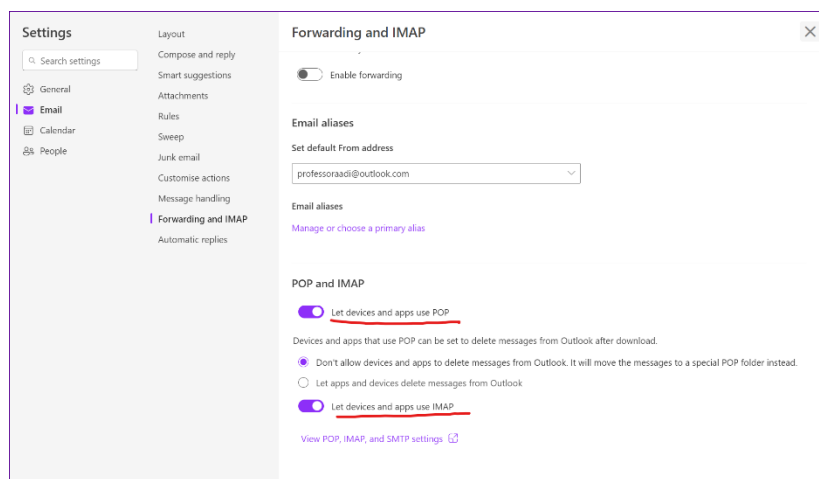 Settings
Search settings
General
Email
Calendar
People
Layout
Compose and reply
Smart suggestions
Attachments
Rules
Sweep
Junk email
Customise actions
Message handling
Forwarding and IMAP
Automatic replies
Forwarding and IMAP
Enable forwarding
Email aliases
Set default From address
professoraadi@outlook.com
Email aliases
Manage or choose a primary alias
POP and IMAP
Let devices and apps use POP
Devices and apps that use POP can be set to delete messages from Outlook after download.
Don't allow devices and apps to delete messages from Outlook. It will move the messages to a special POP folder instead.
Let apps and devices delete messages from Outlook
Let devices and apps use IMAP
View POP, IMAP, and SMTP settings